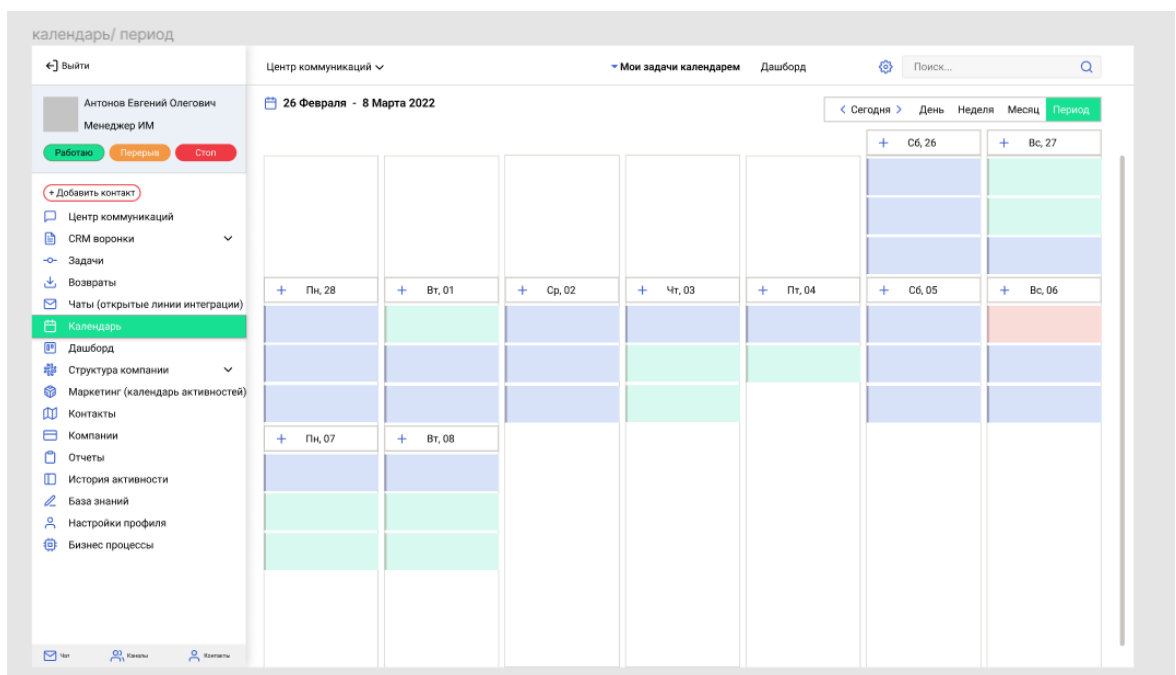 календарь/ период
Выйти
Центр коммуникаций
Мои задачи календарем
Дашборд
Поиск...
Антонов Евгений Олегович
Менеджер ИМ
Работаю
Перерыв
Стоп
+ Добавить контакт
Центр коммуникаций
CRM воронки
Задачи
Возвраты
Чаты (открытые линии интеграции)
Календарь
Дашборд
Структура компании
Маркетинг (календарь активностей)
Контакты
Компании
Отчеты
История активности
База знаний
Настройки профиля
Бизнес процессы
Чат
Каналы
Контакты
26 Февраля - 8 Марта 2022
< Сегодня >
День
Неделя
Месяц
Период
+ Сб, 26
+ Вс, 27
+ Пн, 28
+ Вт, 01
+ Ср, 02
+ Чт, 03
+ Пт, 04
+ Сб, 05
+ Вс, 06
+ Пн, 07
+ Вт, 08